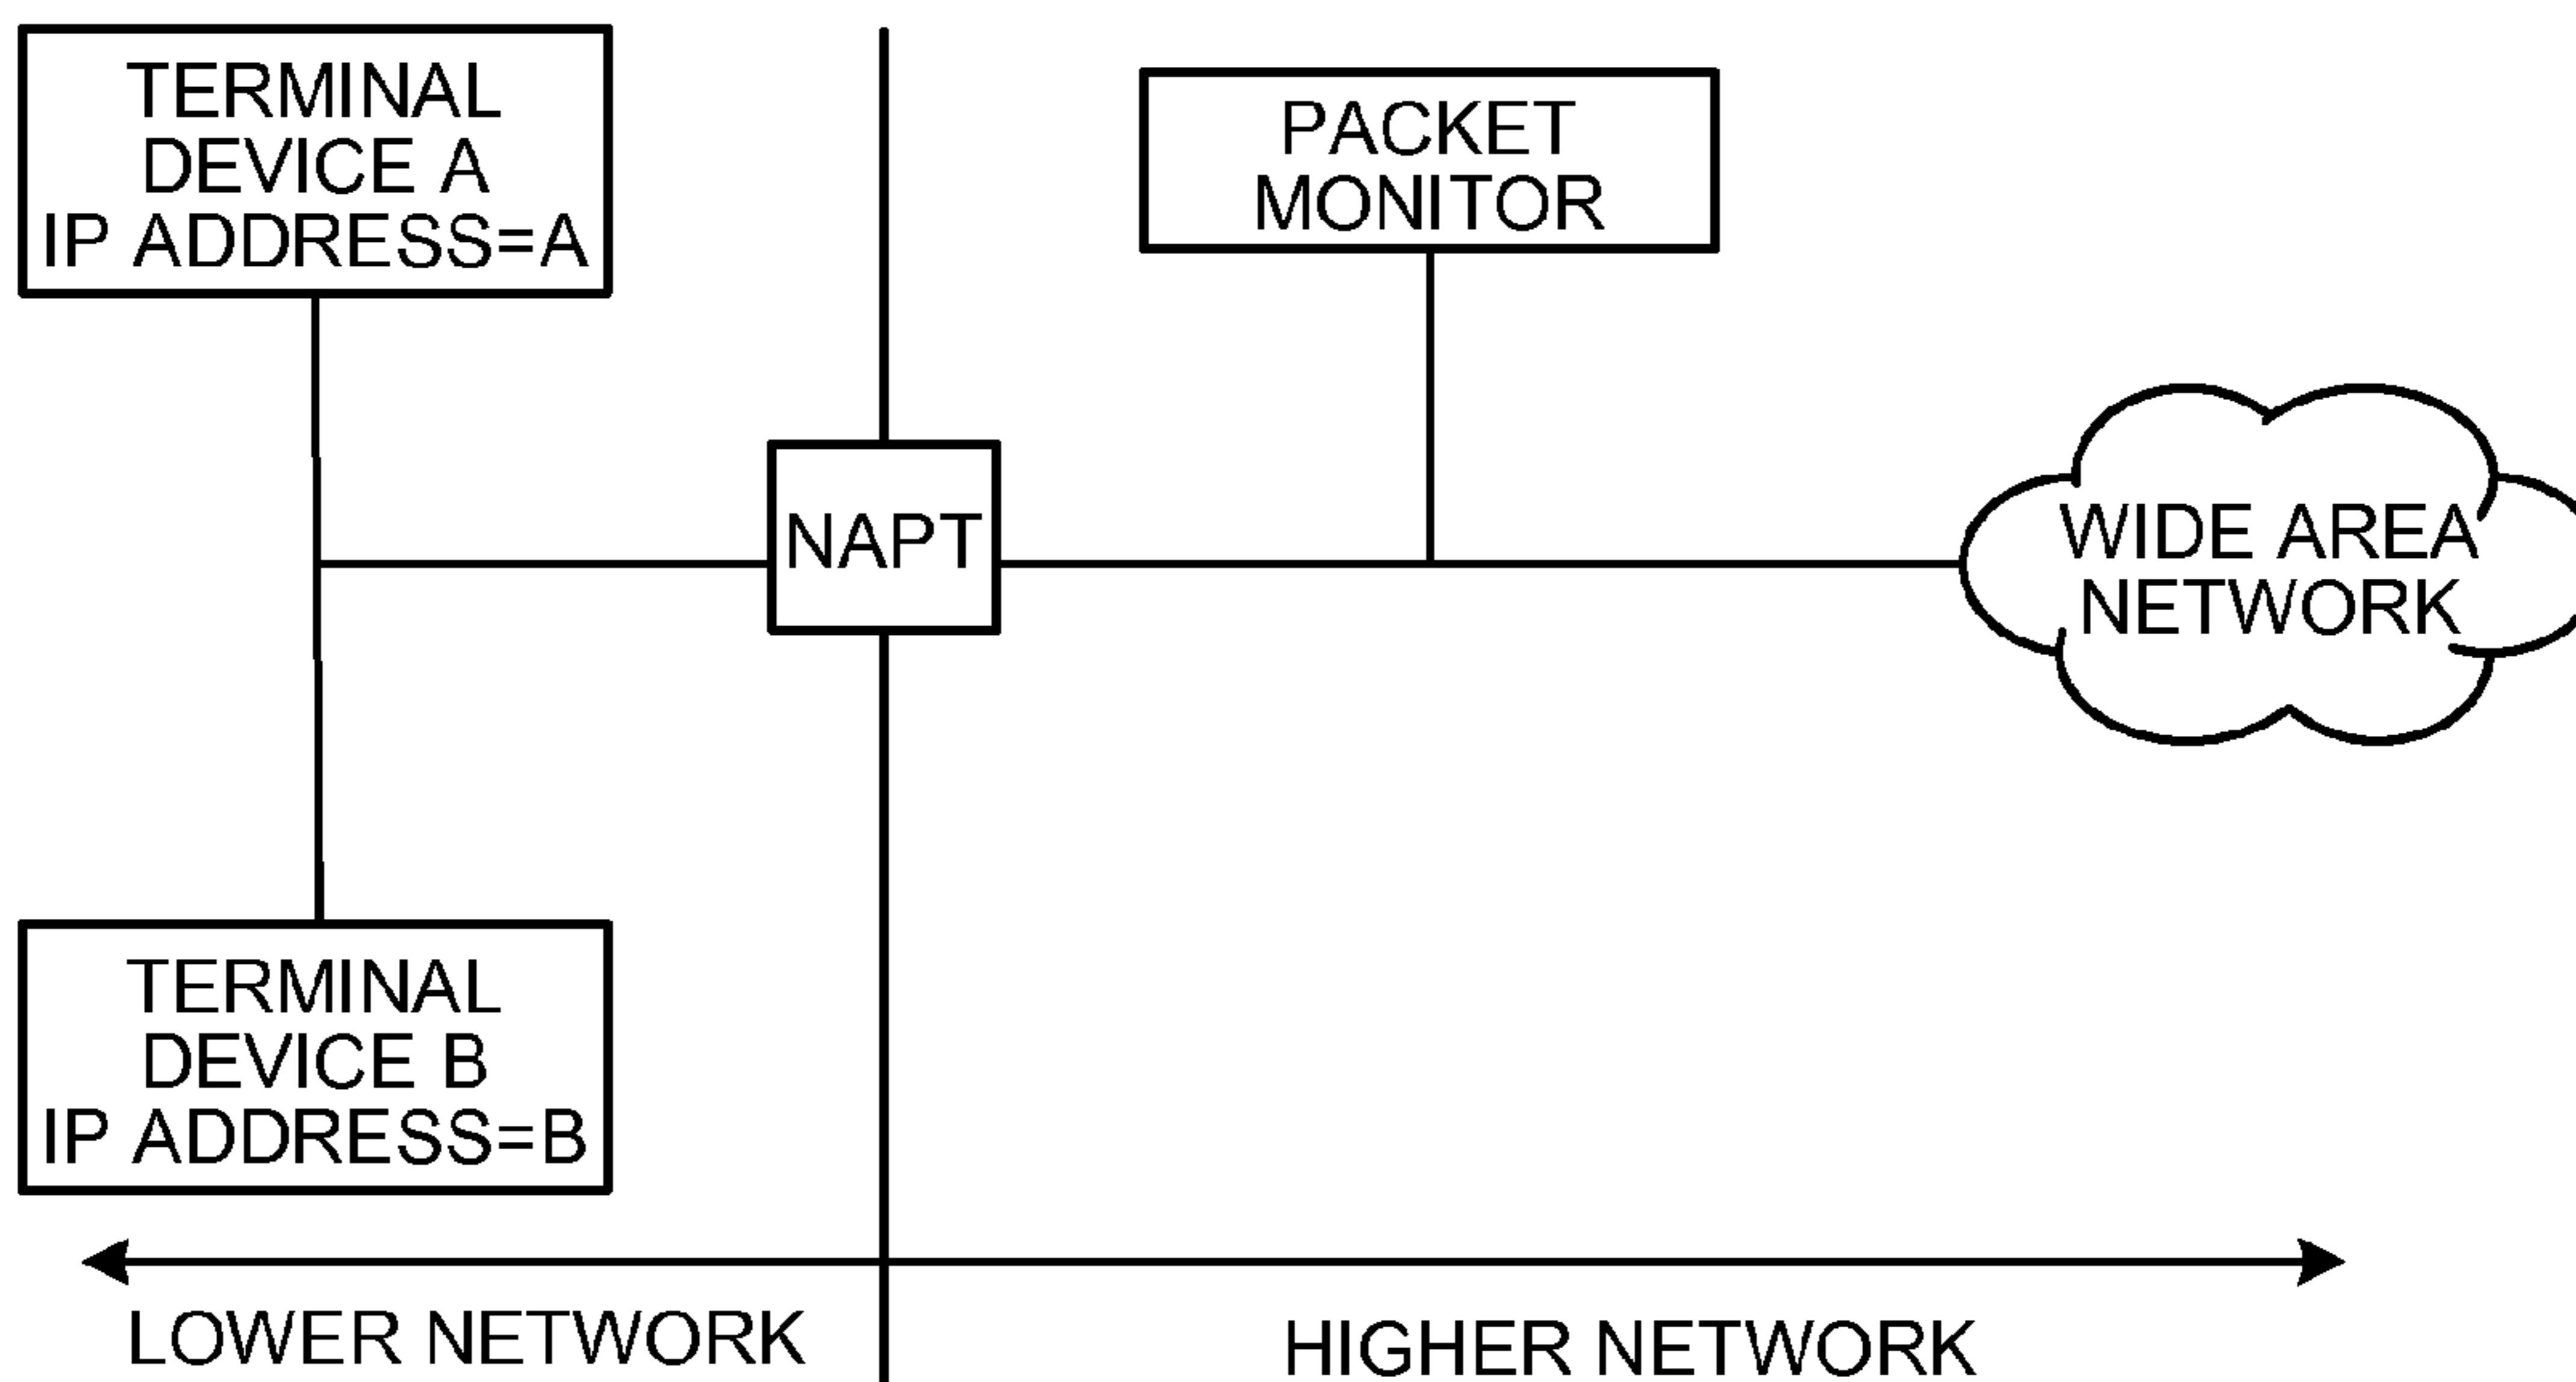 TERMINAL
DEVICE A
IP ADDRESS=A
PACKET
MONITOR
NAPT
WIDE AREA
NETWORK
TERMINAL
DEVICE B
IP ADDRESS=B
LOWER NETWORK
HIGHER NETWORK